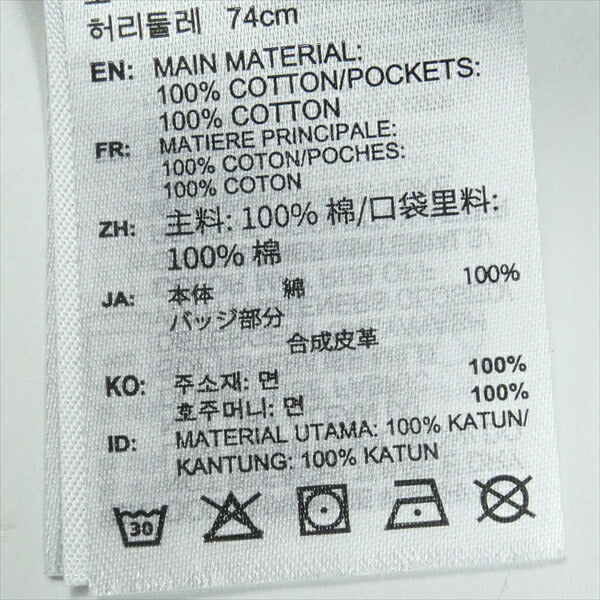 허리둘레 74cm
EN: MAIN MATERIAL:
100% COTTON/POCKETS:
100% COTTON
FR: MATIERE PRINCIPALE:
100% COTON/POCHES:
100% COTON
ZH: 主料: 100% 棉/口袋里料:
100% 棉
JA: 本体 綿 100%
バッジ部分
合成皮革
KO: 주소재: 면 100%
호주머니: 면 100%
ID: MATERIAL UTAMA: 100% KATUN/
KANTUNG: 100% KATUN
30